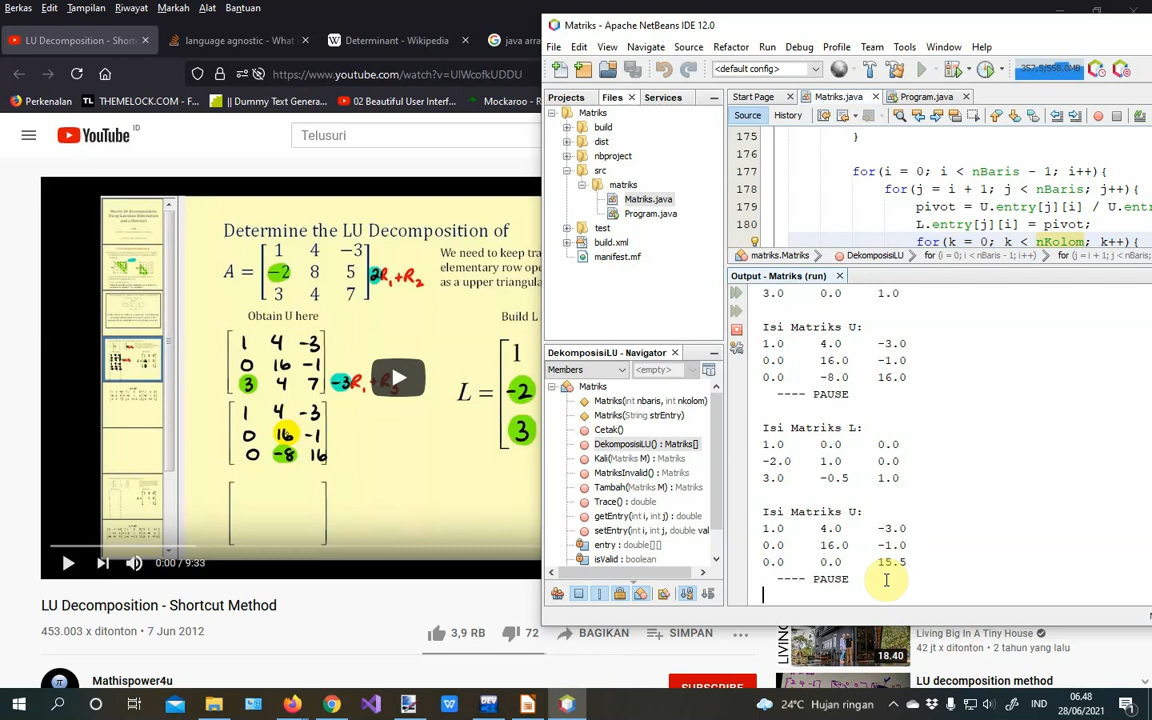 Berkas Edit Tampilan Riwayat Markah Alat Bantuan
LU Decomposition - Short
language agnostic - What's
Determinant - Wikipedia
java arra
https://www.youtube.com/watch?v=UlWcofkUDDU
Perkenalan
THEMELOCK.COM - F...
|| Dummy Text Genera...
02 Beautiful User Interf...
Mockaroo - R
YouTube ID
Telusuri
Determine the LU Decomposition of
We need to keep tra
elementary row ope
as a upper triangula
A =
1 4 -3
-2 8 5
3 4 7
2R₁+R₂
Obtain U here
Build L
1 4 -3
0 16 -1
3 4 7
1 4 -3
0 16 -1
0 -8 16
L =
1
-2
3
0:00 / 9:33
LU Decomposition - Shortcut Method
453.003 x ditonton • 7 Jun 2012
3,9 RB
72
BAGIKAN
SIMPAN
Mathispower4u
SUBSCRIBE
Matriks - Apache NetBeans IDE 12.0
File Edit View Navigate Source Refactor Run Debug Profile Team Tools Window Help
<default config>
357,5/558,0MB
Projects Files Services
Matriks
build
dist
nbproject
src
matriks
Matriks.java
Program.java
test
build.xml
manifest.mf
DekomposisiLU - Navigator
Members
<empty>
Matriks
Matriks(int nbaris, int nkolom)
Matriks(String strEntry)
Cetak()
DekomposisiLU() : Matriks[]
Kali(Matriks M) : Matriks
MatriksInvalid() : Matriks
Tambah(Matriks M) : Matriks
Trace() : double
getEntry(int i, int j) : double
setEntry(int i, int j, double val
entry : double[][]
isValid : boolean
Start Page
Matriks.java
Program.java
Source History
175 }
176
177 for(i = 0; i < nBaris - 1; i++){
178 for(j = i + 1; j < nBaris; j++){
179 pivot = U.entry[j][i] / U.entr
180 L.entry[j][i] = pivot;
for(k = 0; k < nKolom; k++){
matriks.Matriks
DekomposisiLU
for (i = 0; i < nBaris - 1; i++)
for (j = i + 1; j < nBar
Output - Matriks (run)
3.0 0.0 1.0
Isi Matriks U:
1.0 4.0 -3.0
0.0 16.0 -1.0
0.0 -8.0 16.0
---- PAUSE
Isi Matriks L:
1.0 0.0 0.0
-2.0 1.0 0.0
3.0 -0.5 1.0
Isi Matriks U:
1.0 4.0 -3.0
0.0 16.0 -1.0
0.0 0.0 15.5
---- PAUSE
Living Big In A Tiny House
42 jt x ditonton • 2 tahun yang lalu
18.40
LU decomposition method
24°C Hujan ringan
IND
06.48
28/06/2021